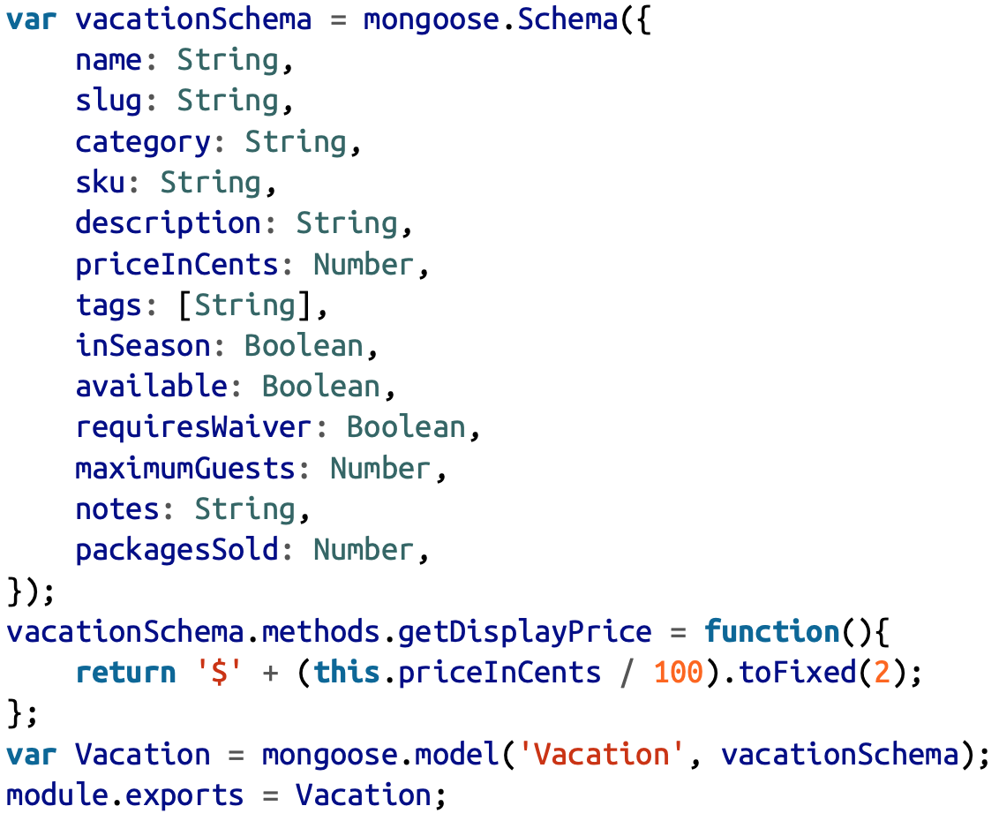 var vacationSchema = mongoose.Schema({
    name: String,
    slug: String,
    category: String,
    sku: String,
    description: String,
    priceInCents: Number,
    tags: [String],
    inSeason: Boolean,
    available: Boolean,
    requiresWaiver: Boolean,
    maximumGuests: Number,
    notes: String,
    packagesSold: Number,
});
vacationSchema.methods.getDisplayPrice = function(){
    return '$' + (this.priceInCents / 100).toFixed(2);
};
var Vacation = mongoose.model('Vacation', vacationSchema);
module.exports = Vacation;